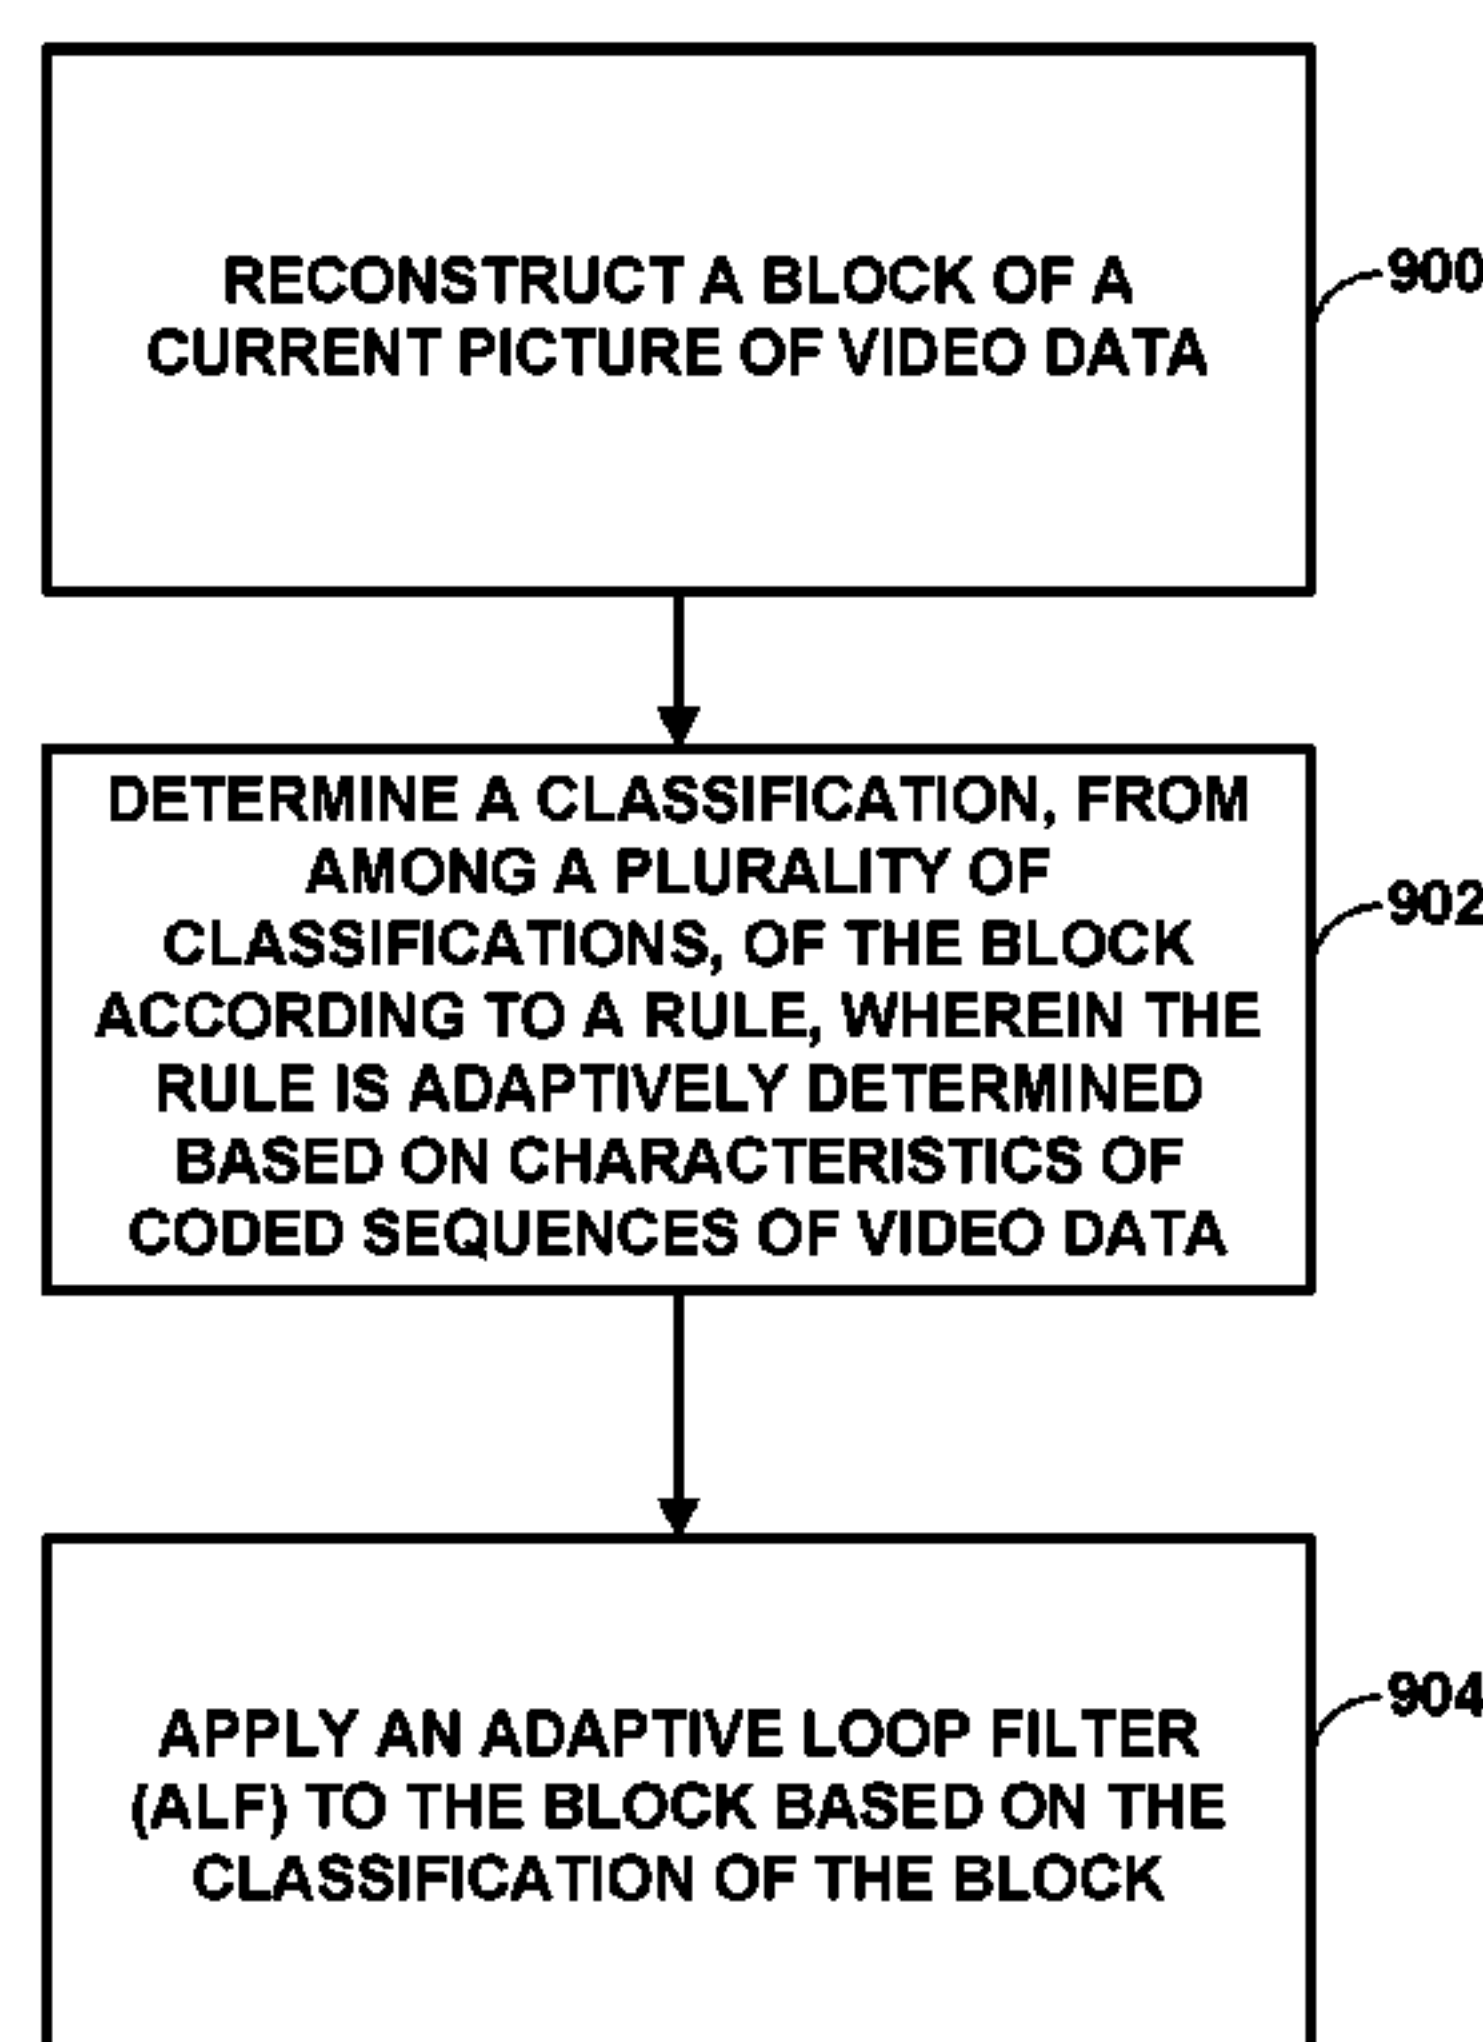 RECONSTRUCT A BLOCK OF A
CURRENT PICTURE OF VIDEO DATA
900
DETERMINE A CLASSIFICATION, FROM
AMONG A PLURALITY OF
CLASSIFICATIONS, OF THE BLOCK
ACCORDING TO A RULE, WHEREIN THE
RULE IS ADAPTIVELY DETERMINED
BASED ON CHARACTERISTICS OF
CODED SEQUENCES OF VIDEO DATA
902
APPLY AN ADAPTIVE LOOP FILTER
(ALF) TO THE BLOCK BASED ON THE
CLASSIFICATION OF THE BLOCK
904